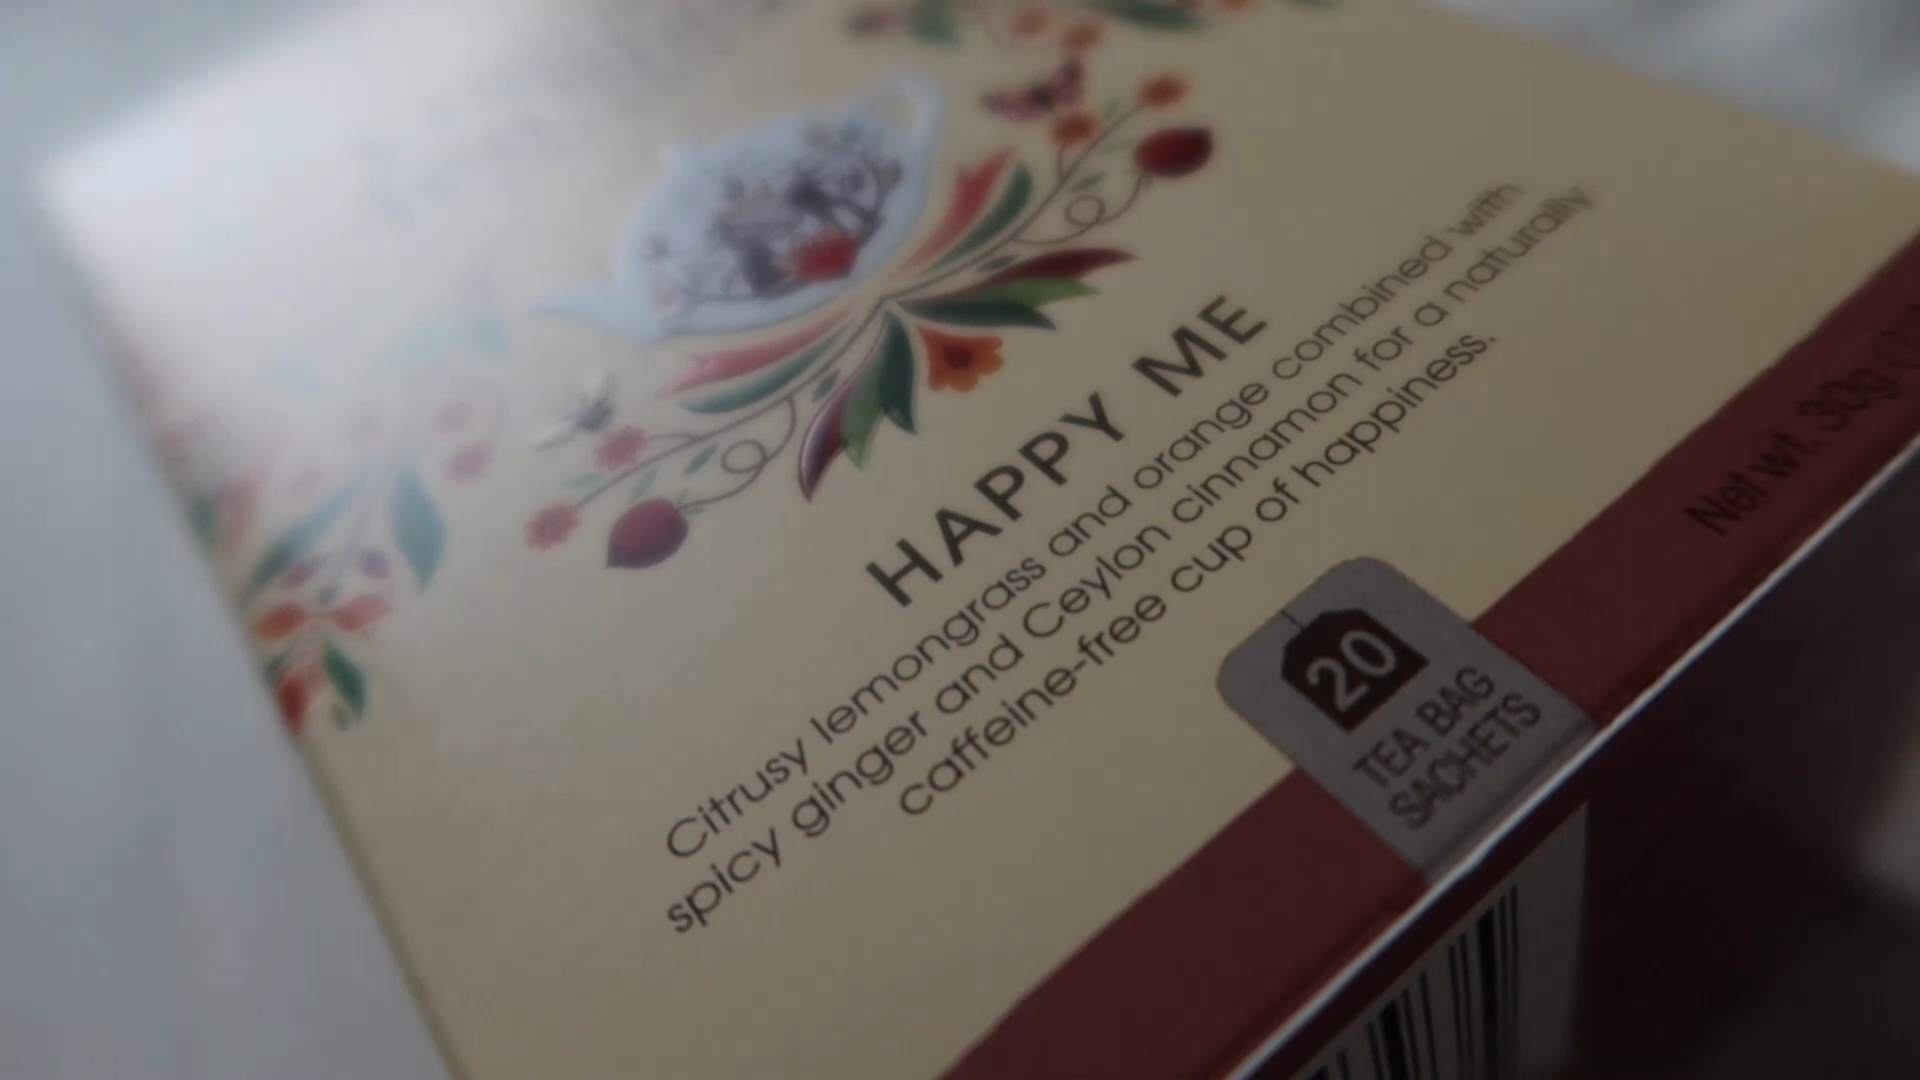 HAPPY ME
Citrusy lemongrass and orange combined with
spicy ginger and Ceylon cinnamon for a naturally
caffeine-free cup of happiness.
20
TEA BAG
SACHETS
Net wt. 30g